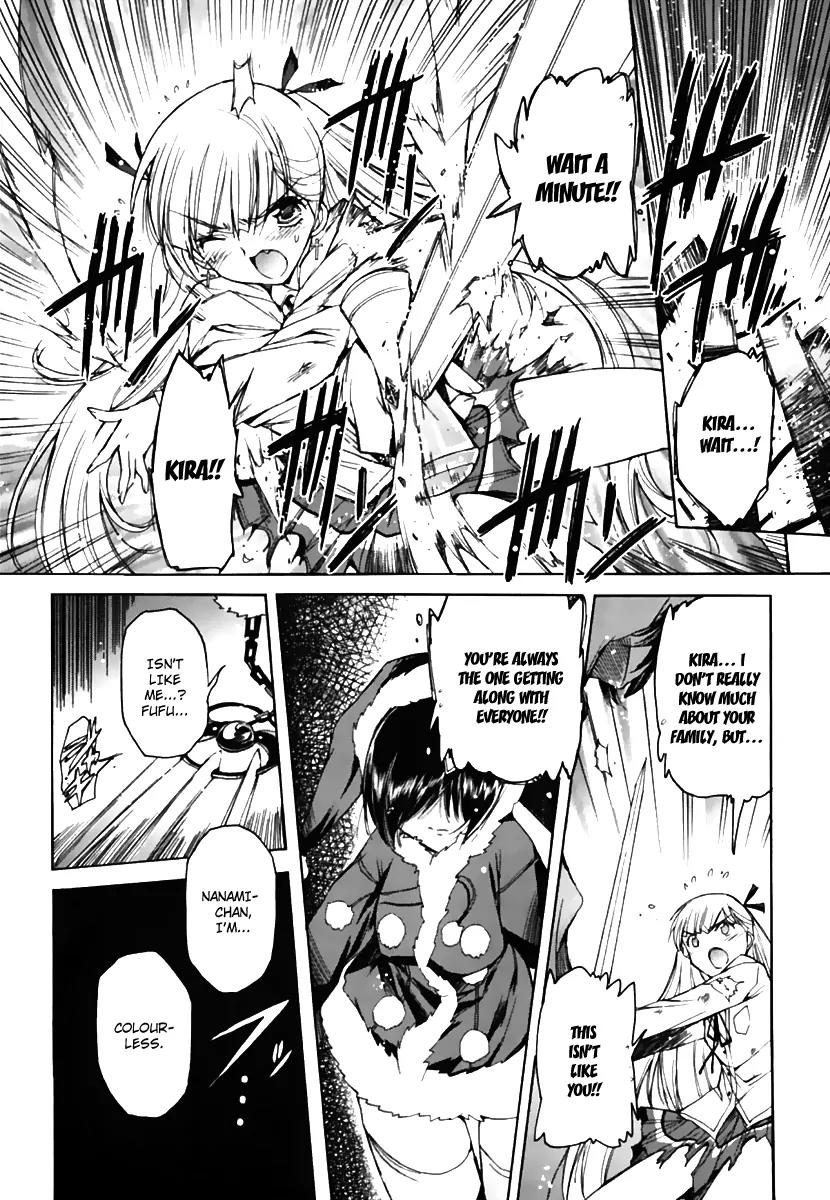 KIRA...
WAIT...!
WAIT A
MINUTE!!
KIRA!!
KIRA... I
DON'T REALLY
KNOW MUCH
ABOUT YOUR
FAMILY, BUT...
THIS
ISN'T
LIKE
YOU!!
YOU'RE ALWAYS
THE ONE GETTING
ALONG WITH
EVERYONE!!
ISN'T
LIKE
ME...?
FUFU...
NANAMI-
CHAN,
I'M...
COLOUR-
LESS.